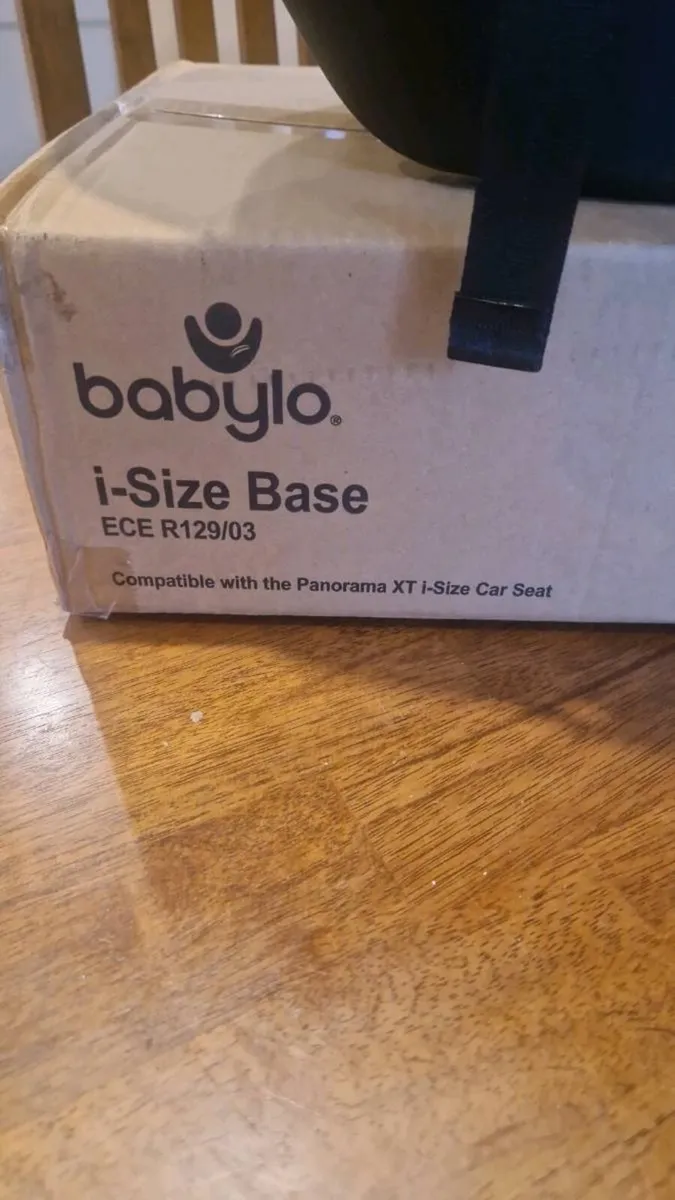 babylo®
i-Size Base
ECE R129/03
Compatible with the Panorama XT i-Size Car Seat